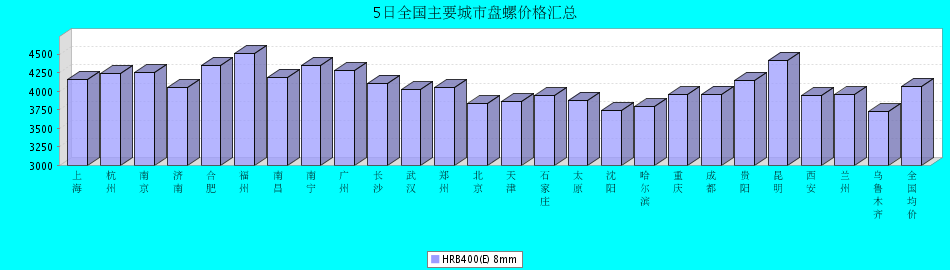 5日全国主要城市盘螺价格汇总
4500
4250
4000
3750
3500
3250
3000
上海
杭州
南京
济南
合肥
福州
南昌
南宁
广州
长沙
武汉
郑州
北京
天津
石家庄
太原
沈阳
哈尔滨
重庆
成都
贵阳
昆明
西安
兰州
乌鲁木齐
全国均价
HRB400(E) 8mm